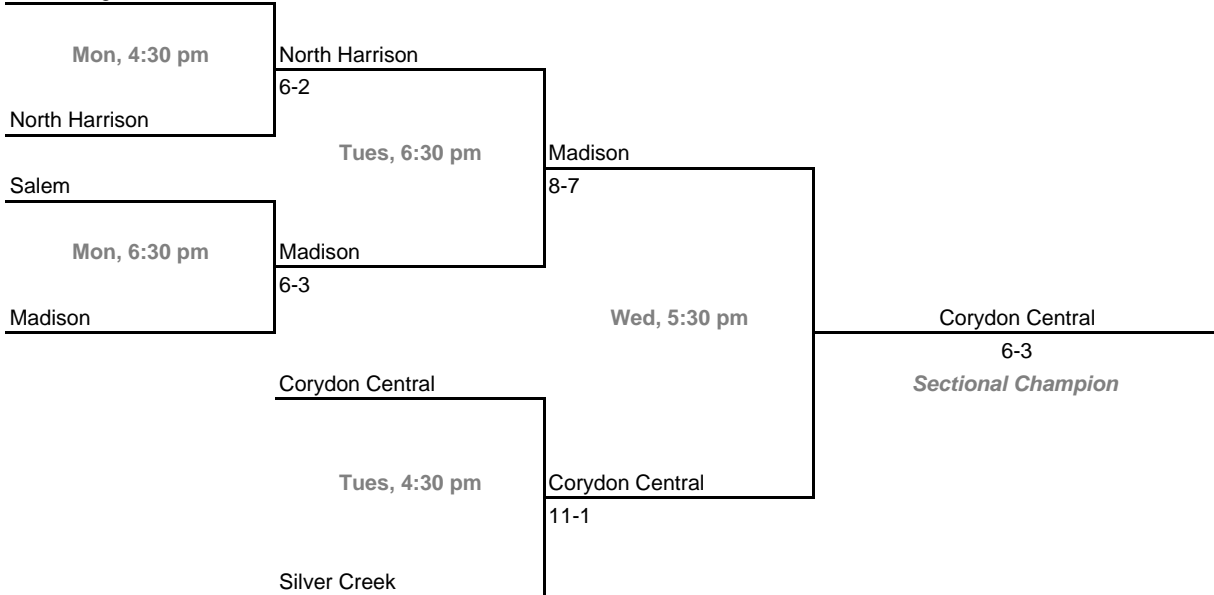 Mon, 4:30 pm
North Harrison
6-2
North Harrison
Tues, 6:30 pm
Madison
8-7
Salem
Mon, 6:30 pm
Madison
6-3
Madison
Wed, 5:30 pm
Corydon Central
6-3
Sectional Champion
Corydon Central
Tues, 4:30 pm
Corydon Central
11-1
Silver Creek